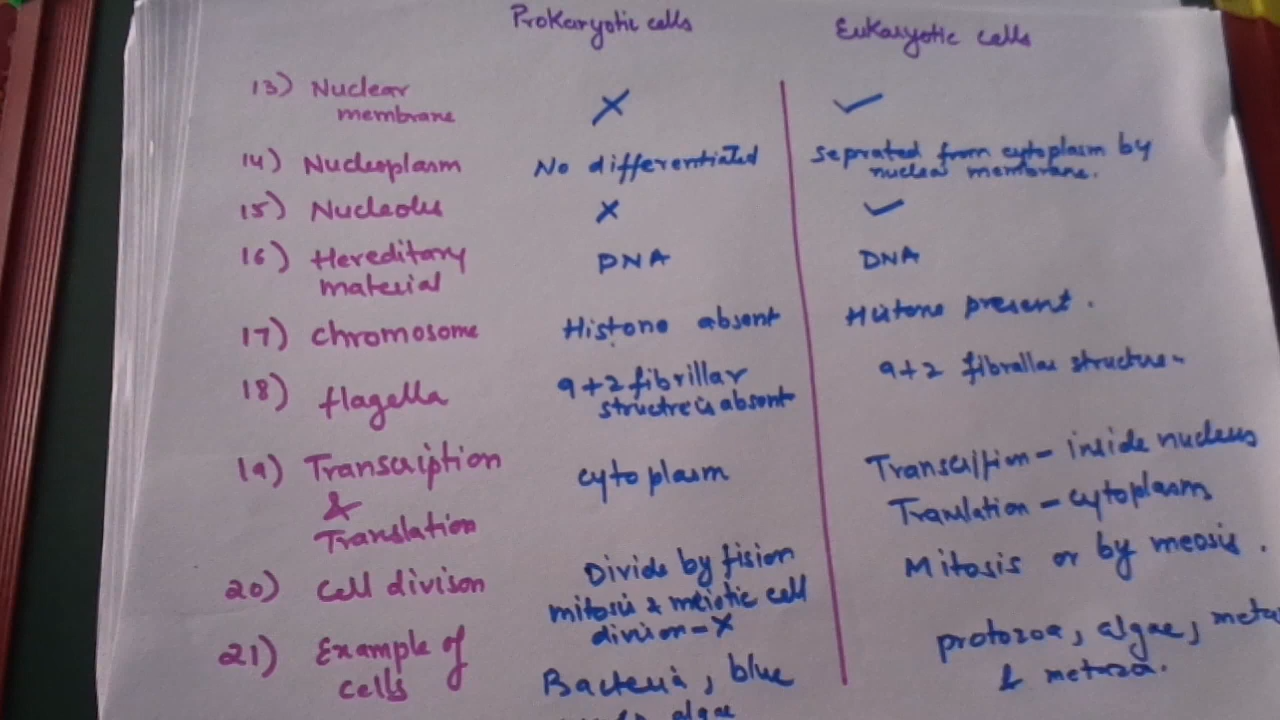 Prokaryotic cells Eukaryotic cells
13) Nuclear membrane × ✓
14) Nucleoplasm No differentiated seprated from cytoplasm by nuclear membrane.
15) Nucleolus × ✓
16) Hereditary material DNA DNA
17) chromosome Histone absent Histone present.
18) flagella 9+2 fibrillar structre is absent 9+2 fibrallar structure.
19) Transcription & Translation cytoplasm Transcription - inside nucleus Translation - cytoplasm
20) Cell divison Divide by fision mitosis & meiotic cell division - × Mitosis or by meosis.
21) Example of cells Bacteria, blue algae protozoa, algae, & metazoa.